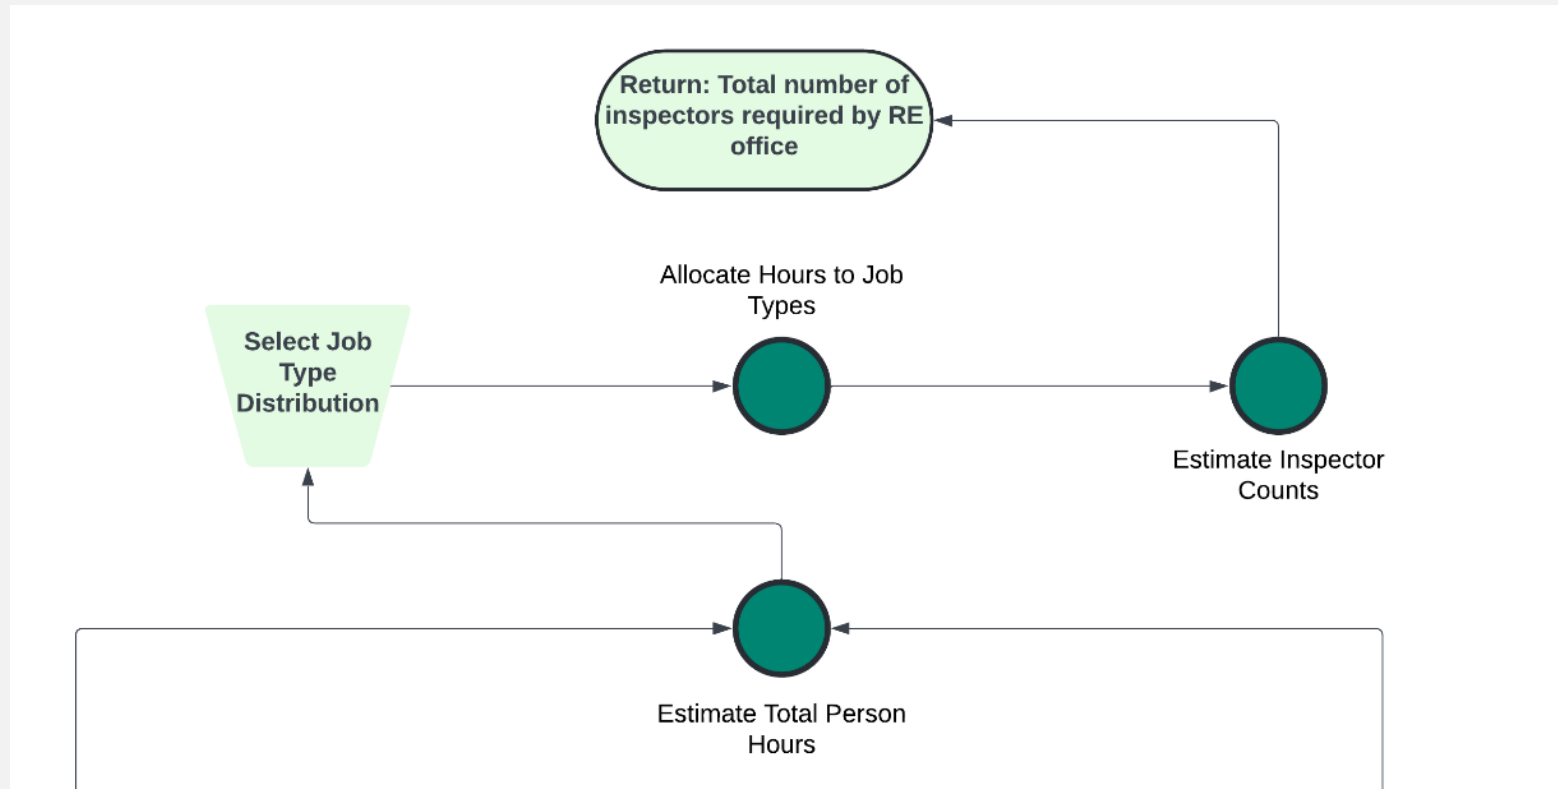 Return: Total number of
inspectors required by RE
office
Allocate Hours to Job
Types
Select Job
Type
Distribution
Estimate Inspector
Counts
Estimate Total Person
Hours